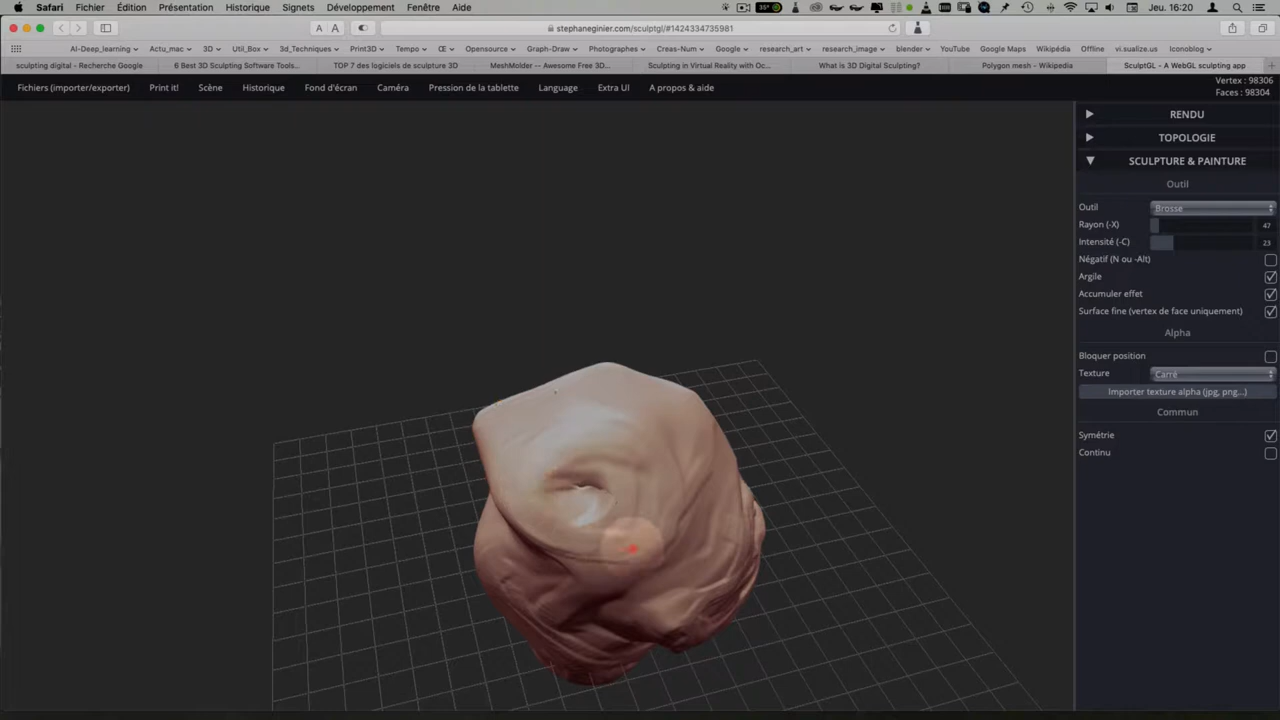 Safari Fichier Édition Présentation Historique Signets Développement Fenêtre Aide 35° Jeu. 16:20
A A stephaneginier.com/sculptgl/#1424334735981
AI-Deep_learning Actu_mac 3D Util_Box 3d_Techniques Print3D Tempo Œ Opensource Graph-Draw Photographes Creas-Num Google research_art research_image blender YouTube Google Maps Wikipédia Offline vi.sualize.us Iconoblog
sculpting digital - Recherche Google 6 Best 3D Sculpting Software Tools... TOP 7 des logiciels de sculpture 3D MeshMolder -- Awesome Free 3D... Sculpting in Virtual Reality with Oc... What is 3D Digital Sculpting? Polygon mesh - Wikipedia SculptGL - A WebGL sculpting app
Fichiers (importer/exporter) Print it! Scène Historique Fond d'écran Caméra Pression de la tablette Language Extra UI A propos & aide
Vertex : 98306
Faces : 98304
RENDU
TOPOLOGIE
SCULPTURE & PAINTURE
Outil
Outil Brosse
Rayon (-X) 47
Intensité (-C) 23
Négatif (N ou -Alt)
Argile
Accumuler effet
Surface fine (vertex de face uniquement)
Alpha
Bloquer position
Texture Carré
Importer texture alpha (jpg, png...)
Commun
Symétrie
Continu